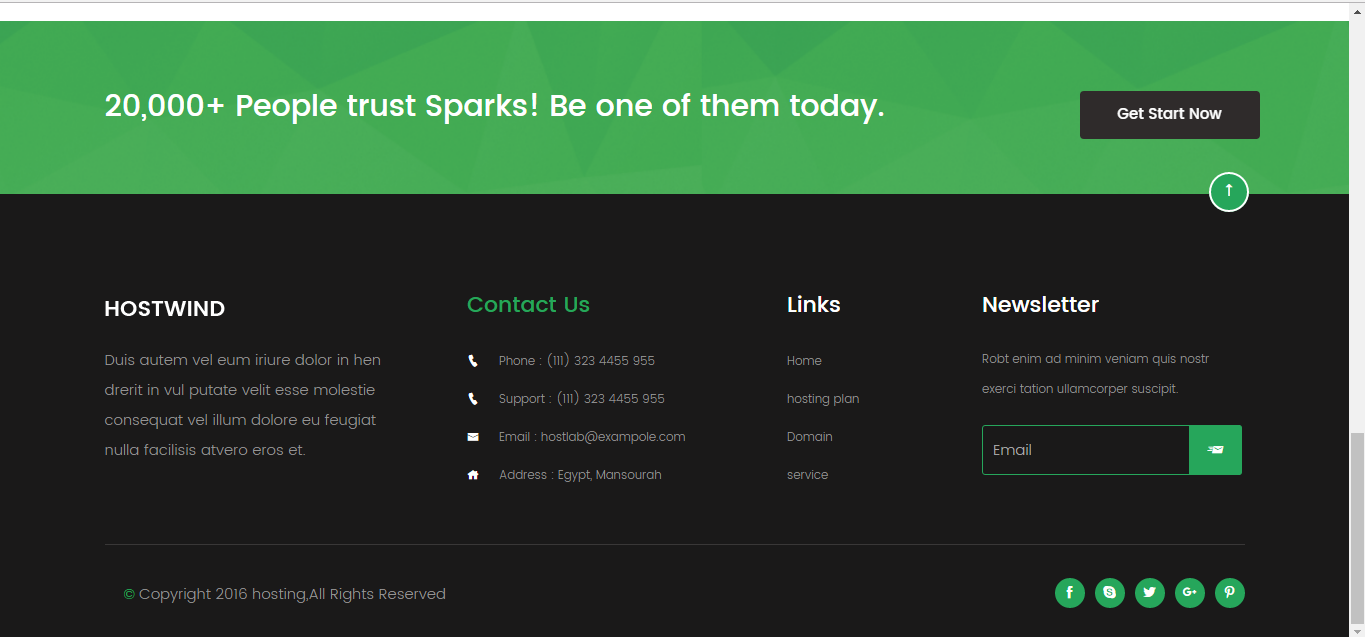 20,000+ People trust Sparks! Be one of them today.
Get Start Now
HOSTWIND
Duis autem vel eum iriure dolor in hen
drerit in vul putate velit esse molestie
consequat vel illum dolore eu feugiat
nulla facilisis atvero eros et.
Contact Us
Phone : (111) 323 4455 955
Support : (111) 323 4455 955
Email : hostlab@exampole.com
Address : Egypt, Mansourah
Links
Home
hosting plan
Domain
service
Newsletter
Robt enim ad minim veniam quis nostr
exerci tation ullamcorper suscipit.
Email
© Copyright 2016 hosting,All Rights Reserved